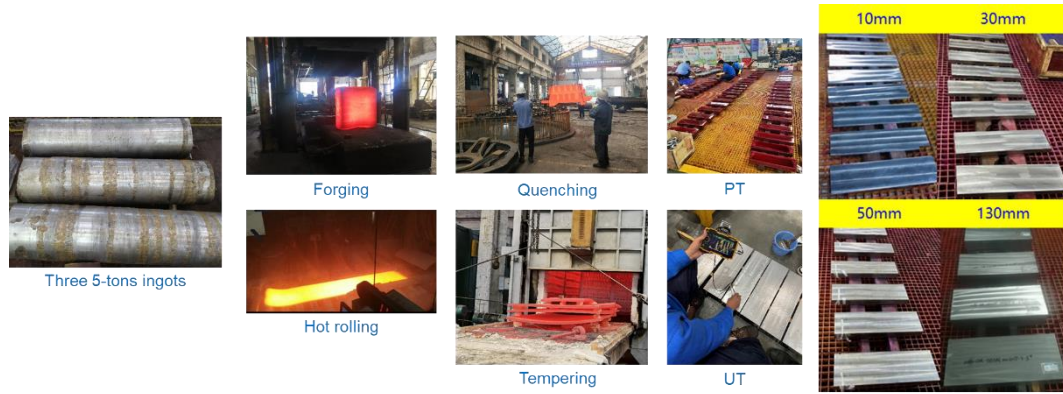 Three 5-tons ingots
Forging
Hot rolling
Quenching
Tempering
PT
UT
10mm
30mm
50mm
130mm